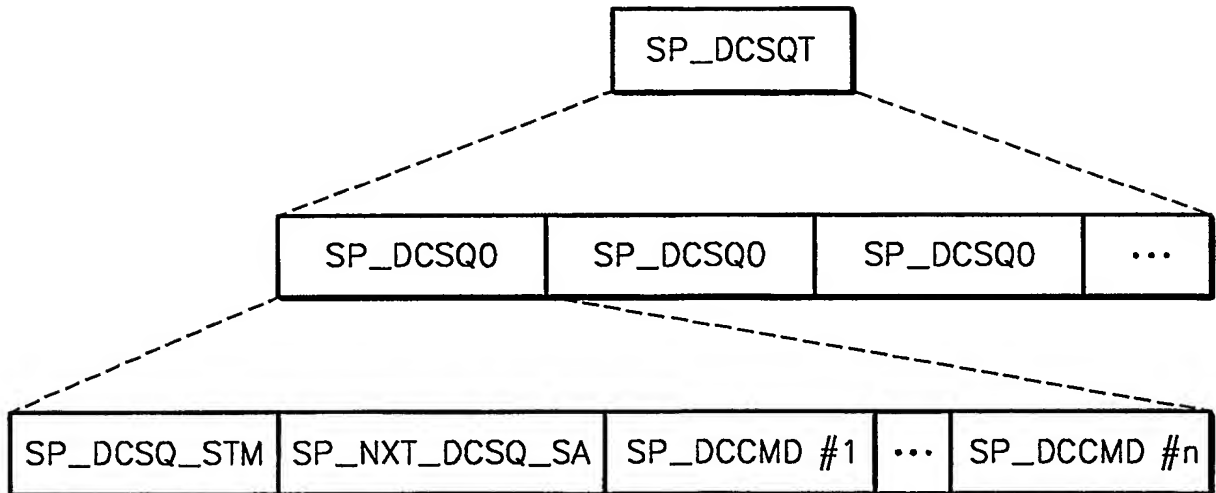 SP_DCSQT
SP_DCSQ0 SP_DCSQ0 SP_DCSQ0 ...
SP_DCSQ_STM SP_NXT_DCSQ_SA SP_DCCMD #1 ... SP_DCCMD #n